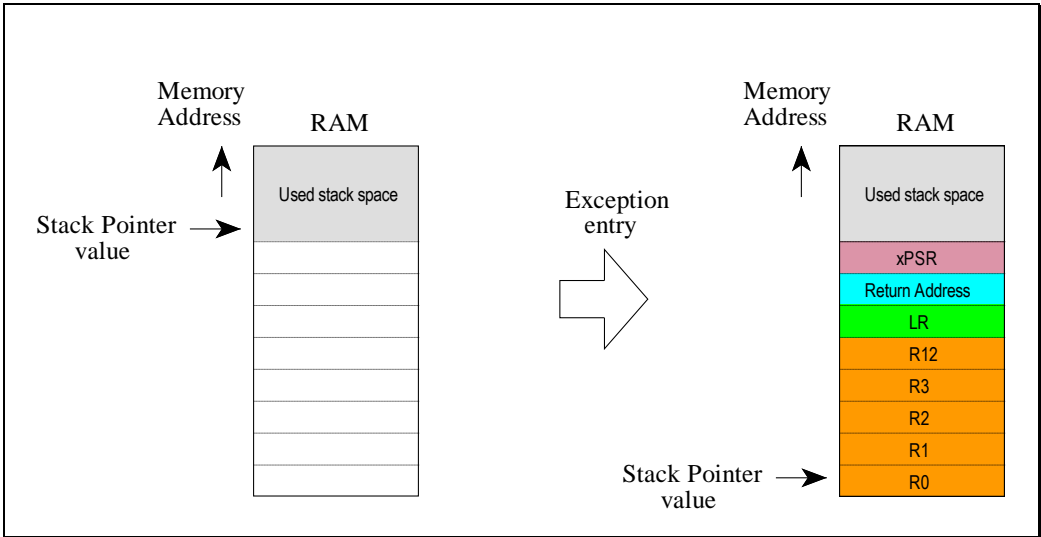 Memory
Address
RAM
Used stack space
Stack Pointer
value
Exception
entry
Memory
Address
RAM
Used stack space
xPSR
Return Address
LR
R12
R3
R2
R1
R0
Stack Pointer
value